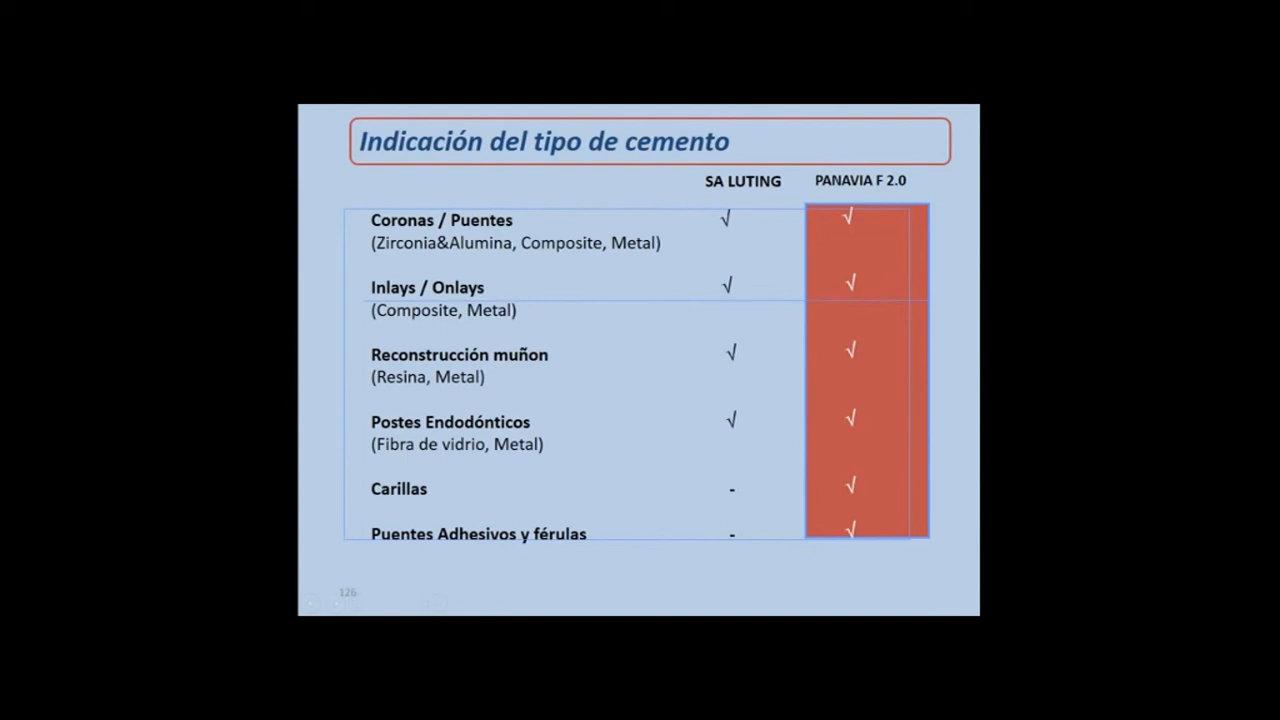 Indicación del tipo de cemento
SA LUTING PANAVIA F 2.0
Coronas / Puentes √ √
(Zirconia&Alumina, Composite, Metal)
Inlays / Onlays √ √
(Composite, Metal)
Reconstrucción muñon √ √
(Resina, Metal)
Postes Endodónticos √ √
(Fibra de vidrio, Metal)
Carillas - √
Puentes Adhesivos y férulas - √
126